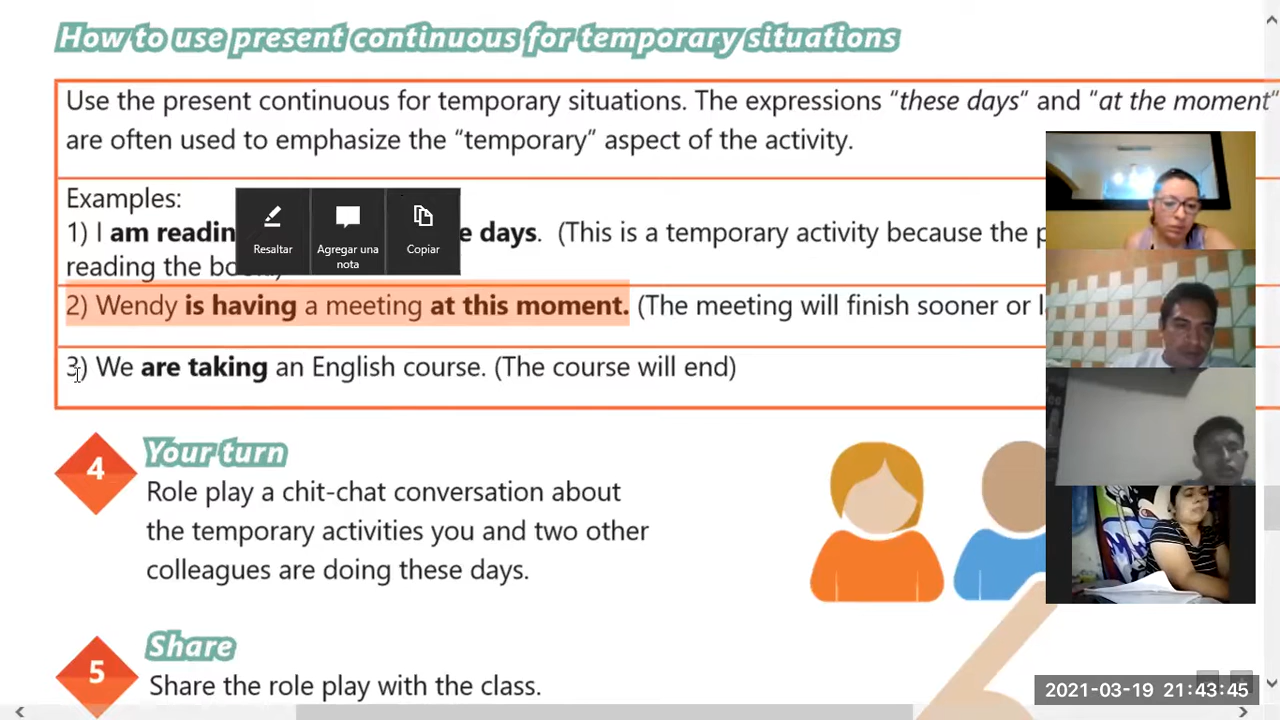 How to use present continuous for temporary situations
Use the present continuous for temporary situations. The expressions "these days" and "at the moment"
are often used to emphasize the "temporary" aspect of the activity.
Examples:
1) I am readin e days. (This is a temporary activity because the p
reading the bo
Resaltar
Agregar una
nota
Copiar
2) Wendy is having a meeting at this moment. (The meeting will finish sooner or l
3) We are taking an English course. (The course will end)
4
Your turn
Role play a chit-chat conversation about
the temporary activities you and two other
colleagues are doing these days.
5
Share
Share the role play with the class.
2021-03-19 21:43:45